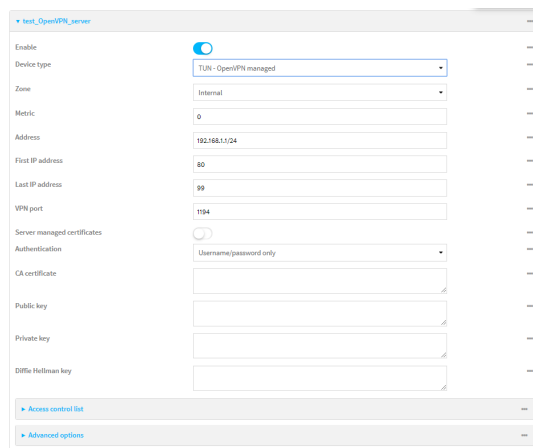 test_OpenVPN_server
Enable
Device type
TUN - OpenVPN managed
Zone
Internal
Metric
0
Address
192.168.1.1/24
First IP address
80
Last IP address
99
VPN port
1194
Server managed certificates
Authentication
Username/password only
CA certificate
Public key
Private key
Diffie Hellman key
Access control list
Advanced options